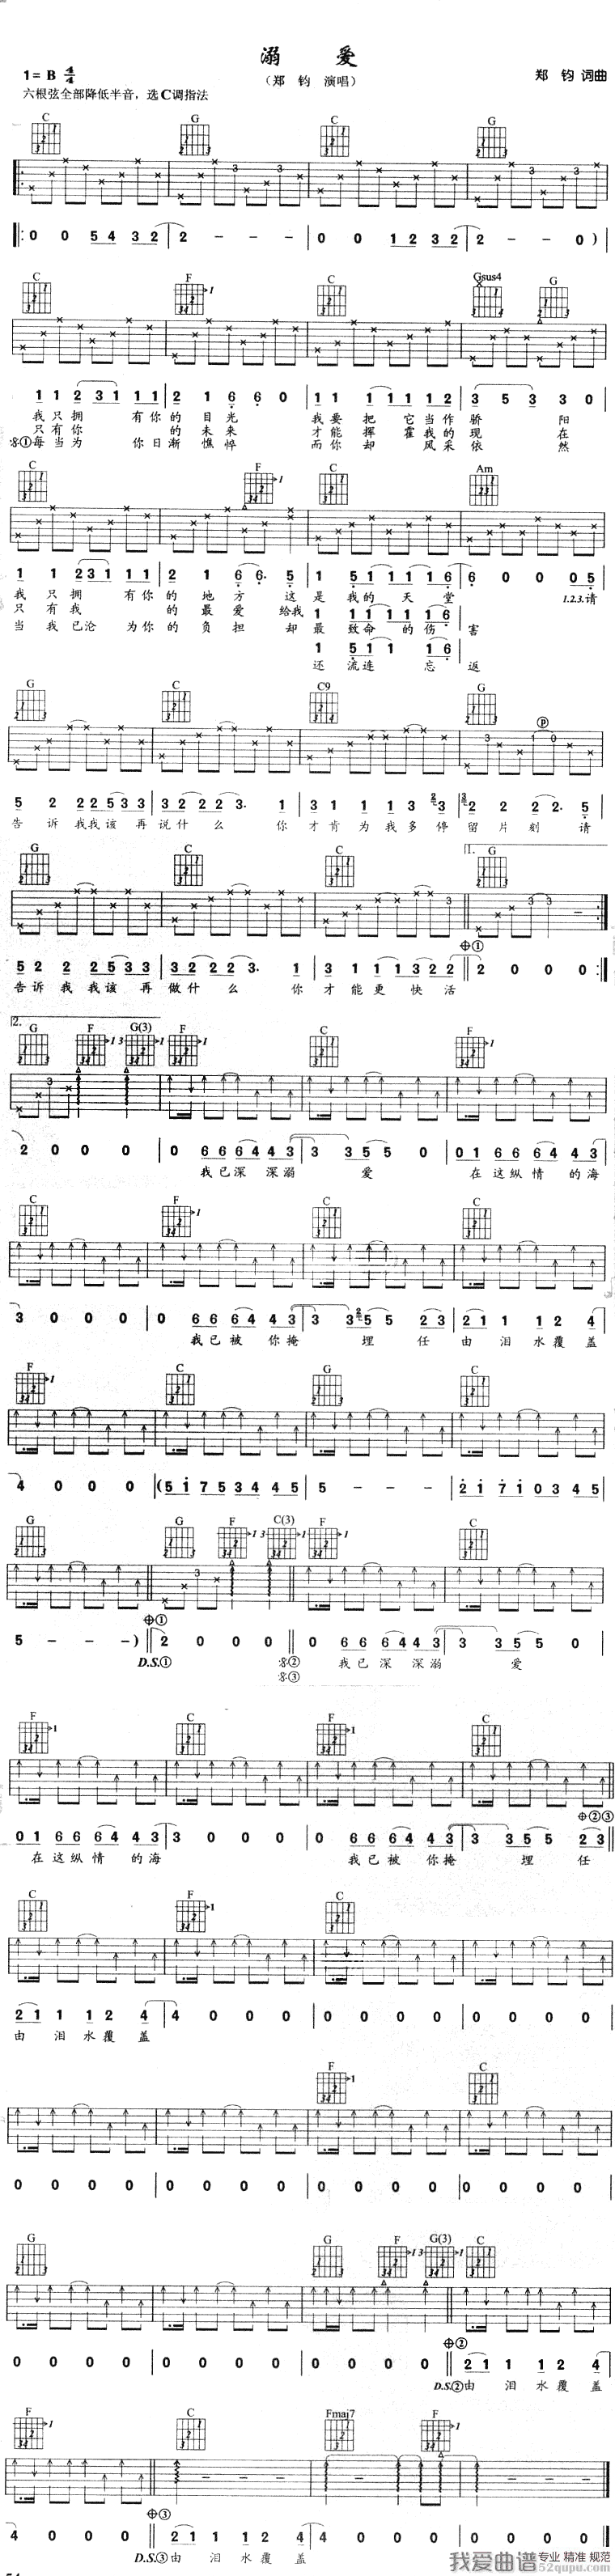 溺 爱
1= B 4/4
（郑 钧 演唱）
郑 钧 词曲
六根弦全部降低半音，选C调指法
C G C G
0 0 5 4 3 2 2 - - - 0 0 1 2 3 2 2 - - 0 )
C F C Gsus4 G
1 1 2 3 1 1 1 2 1 6 6 0 1 1 1 1 1 1 2 3 5 3 3 0
我只拥 有你的目光 我要把它当作骄阳
只有你 的未来 才能挥霍我的现在
①每当为 你日渐憔悴 而你却风采依然
C F C Am
1 1 2 3 1 1 1 2 1 6 6. 5 1 5 1 1 1 1 6 6 0 0 5
我只拥 有你的地方 这是我的天堂 1.2.3.请
只有我 的最爱 给我 1 1 1 1 1 6
当我已沦为你的负担 却最致命的伤害
1 5 1 1 1 6
还流连 忘返
G C C9 G
5 2 2 2 5 3 3 3 2 2 2 3. 1 3 1 1 1 3 2 2 2 2. 5
告诉我我该再说什么 你才肯为我多停留片刻 请
G C C 1. G
5 2 2 2 5 3 3 3 2 2 2 3. 1 3 1 1 1 3 2 2 2 0 0 0
告诉我我该再做什么 你才能更快活
①
2. G F G(3) F C F
2 0 0 0 0 6 6 6 4 4 3 3 3 5 5 0 0 1 6 6 6 4 4 3
我已深深溺 爱 在这纵情的海
C F C C
3 0 0 0 0 6 6 6 4 4 3 3 3 5 5 2 3 2 1 1 1 2 4
我已被你掩 埋 任由泪水覆盖
F C G C
4 0 0 0 (5 1 7 5 3 4 4 5 5 - - - 2 1 7 1 0 3 4 5
G G F C(3) F C
5 - - - ) 2 0 0 0 0 6 6 6 4 4 3 3 3 5 5 0
①
D.S.① ② 我已深深溺 爱
③
F C F C
②③
0 1 6 6 6 4 4 3 3 0 0 0 0 6 6 6 4 4 3 3 3 5 5 2 3
在这纵情的海 我已被你掩 埋 任
C F C
2 1 1 1 2 4 4 0 0 0 0 0 0 0 0 0 0 0
由泪水覆盖
F C
0 0 0 0 0 0 0 0 0 0 0 0 0 0 0 0
G G F G(3) C
②
0 0 0 0 0 0 0 0 0 0 0 0 2 1 1 1 2 4
D.S.②由泪水覆盖
F C Fmaj7 F
③
4 0 0 0 2 1 1 1 2 4 4 0 0 0 0 0 0 0
D.S.③由泪水覆盖
我爱曲谱 专业 精准 规范
52qupu.com